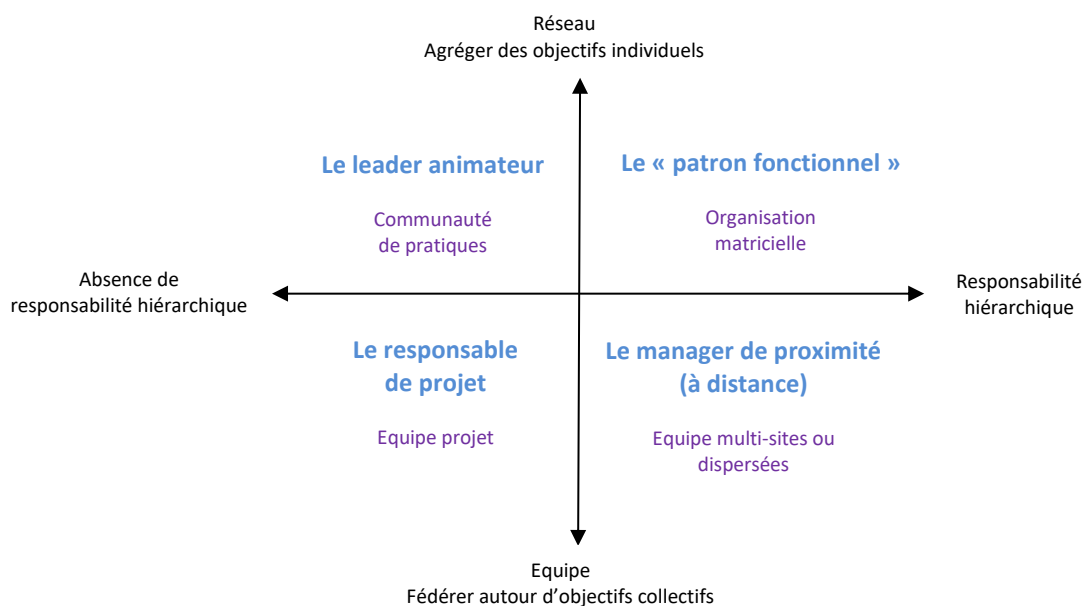 Réseau
Agréger des objectifs individuels
Le leader animateur
Le « patron fonctionnel »
Communauté
de pratiques
Organisation
matricielle
Absence de
responsabilité hiérarchique
Responsabilité
hiérarchique
Le responsable
de projet
Le manager de proximité
(à distance)
Equipe projet
Equipe multi-sites ou
dispersées
Equipe
Fédérer autour d’objectifs collectifs